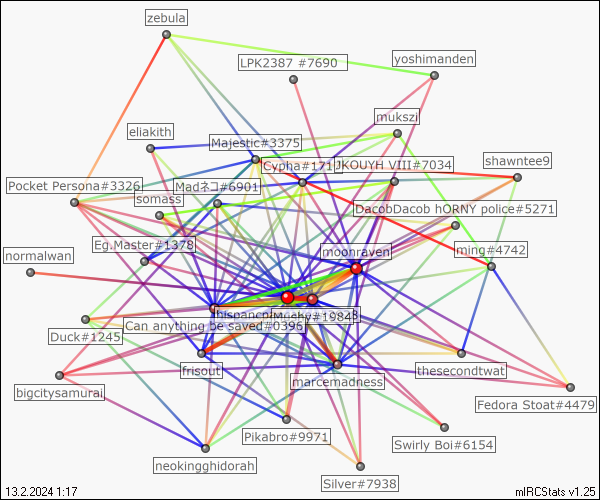 zebula
LPK2387 #7690
yoshimanden
mukszi
eliakith
Majestic#3375
Cypha#171
JKOUYH VIII#7034
shawntee9
Pocket Persona#3326
Madネコ#6901
somass
DacobDacob hORNY police#5271
Eg.Master#1378
moonraven
ming#4742
normalwan
Can anything be saved#0396
Duck#1245
frisout
marcemadness
thesecondtwat
bigcitysamurai
Fedora Stoat#4479
Pikabro#9971
Swirly Boi#6154
neokingghidorah
Silver#7938
13.2.2024 1:17
mIRCStats v1.25